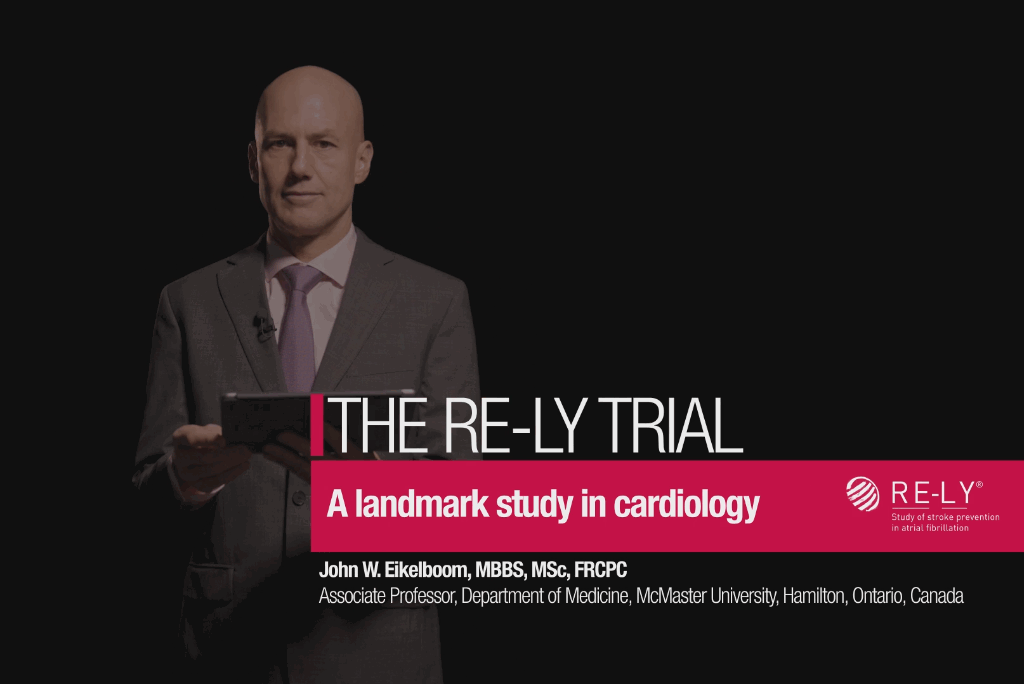 THE RE-LY TRIAL
A landmark study in cardiology
RE-LY®
Study of stroke prevention
in atrial fibrillation
John W. Eikelboom, MBBS, MSc, FRCPC
Associate Professor, Department of Medicine, McMaster University, Hamilton, Ontario, Canada